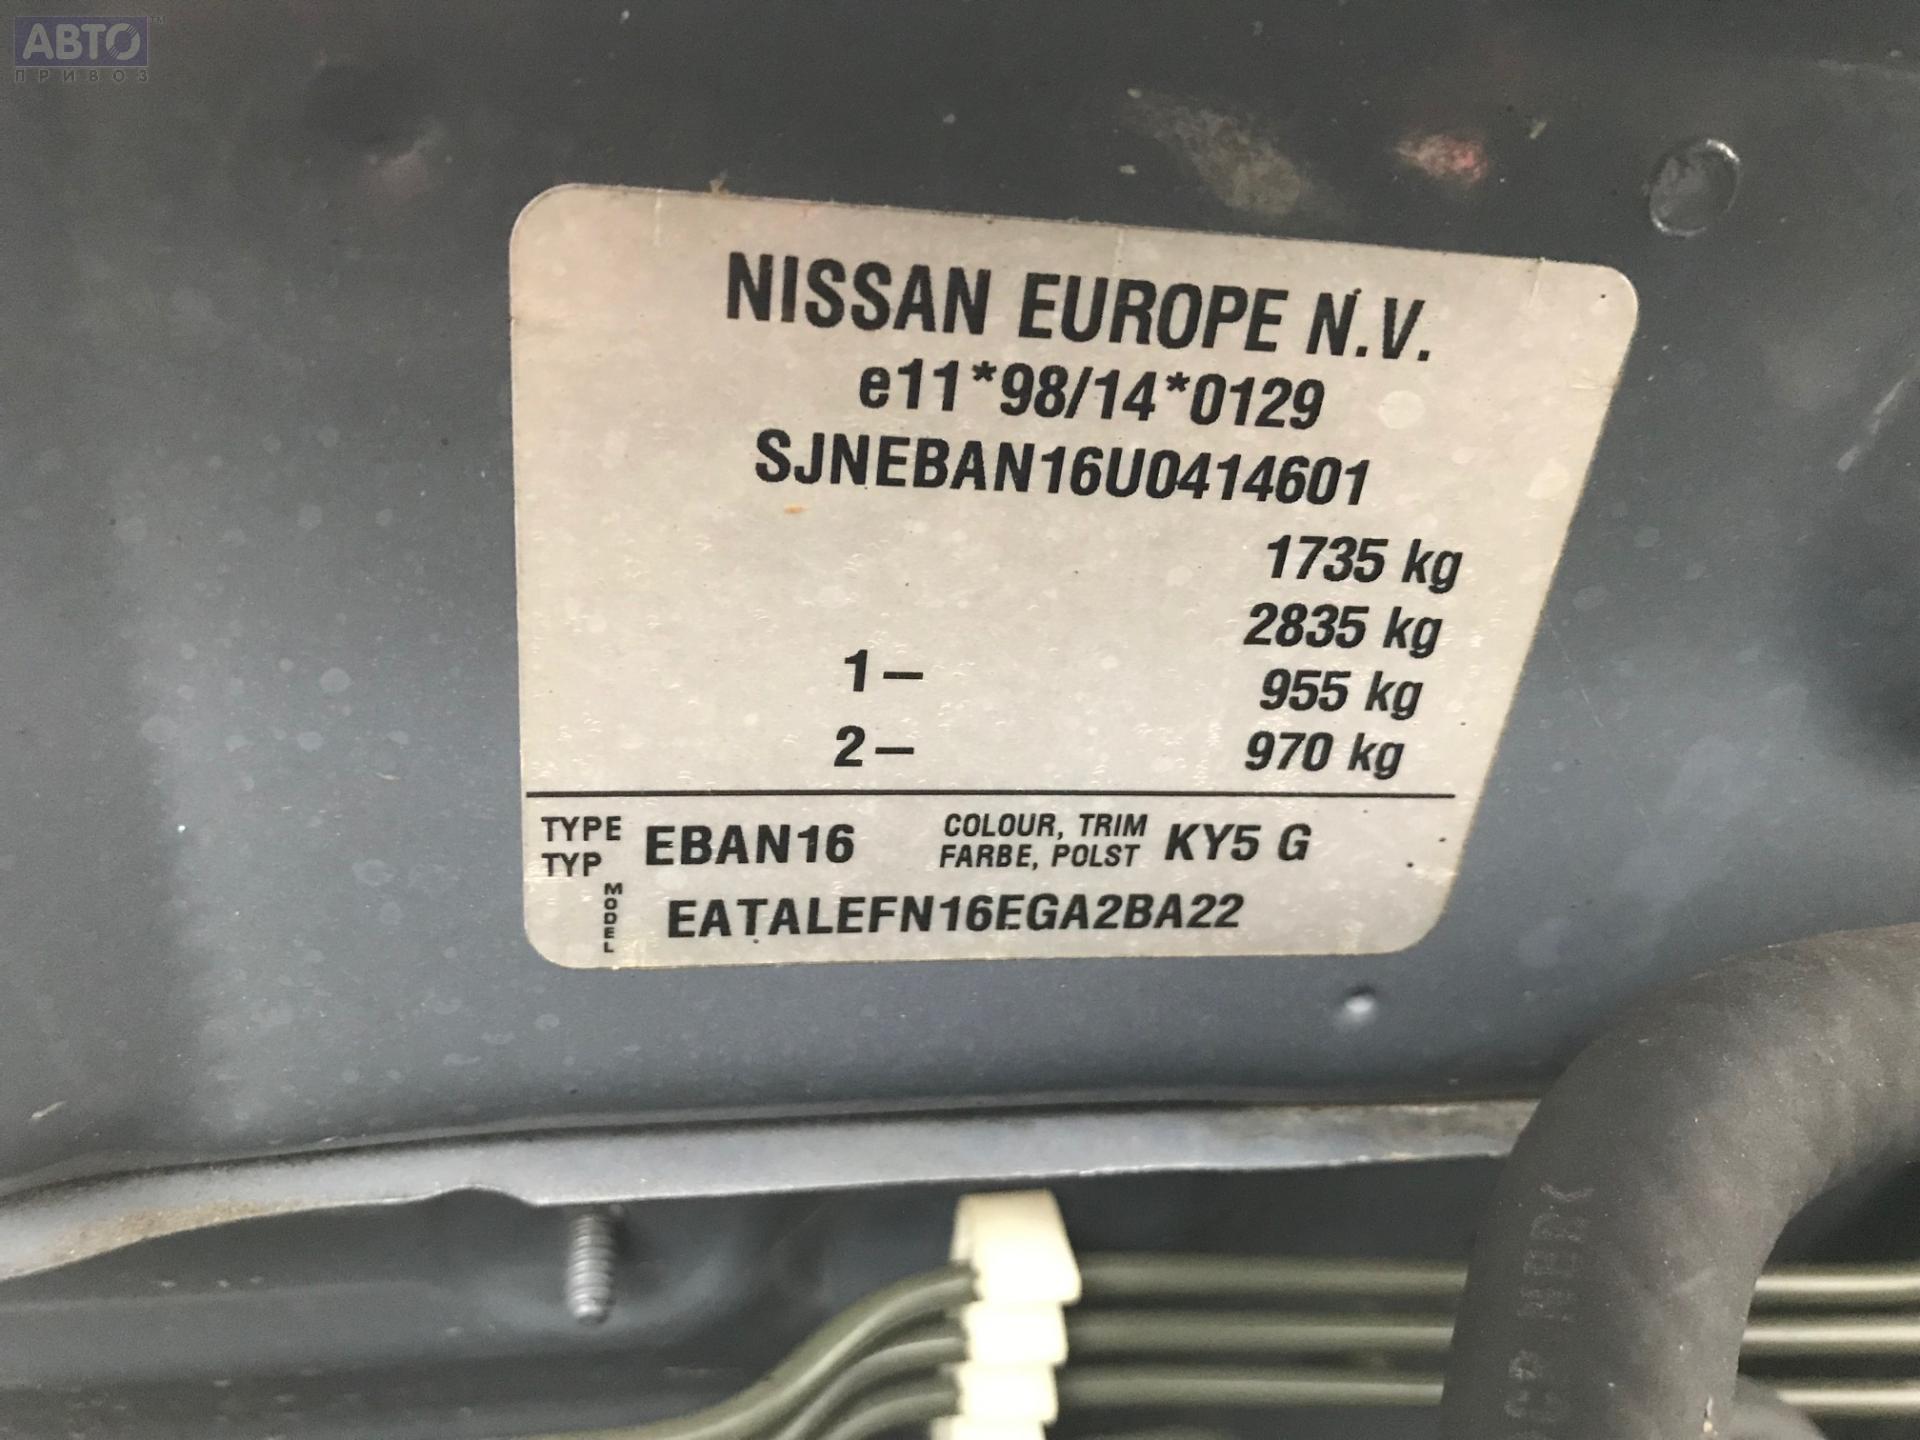 АВТО™
ПРИВОЗ
NISSAN EUROPE N.V.
e11*98/14*0129
SJNEBAN16U0414601
1735 kg
2835 kg
1– 955 kg
2– 970 kg
TYPE EBAN16 COLOUR, TRIM KY5 G
TYP FARBE, POLST
MODEL EATALEFN16EGA2BA22